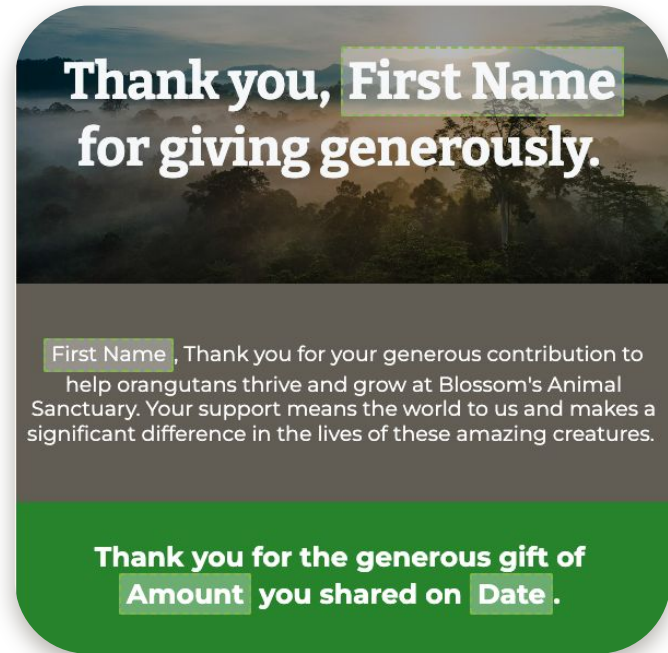 Thank you, First Name
for giving generously.
First Name , Thank you for your generous contribution to
help orangutans thrive and grow at Blossom's Animal
Sanctuary. Your support means the world to us and makes a
significant difference in the lives of these amazing creatures.
Thank you for the generous gift of
Amount you shared on Date .